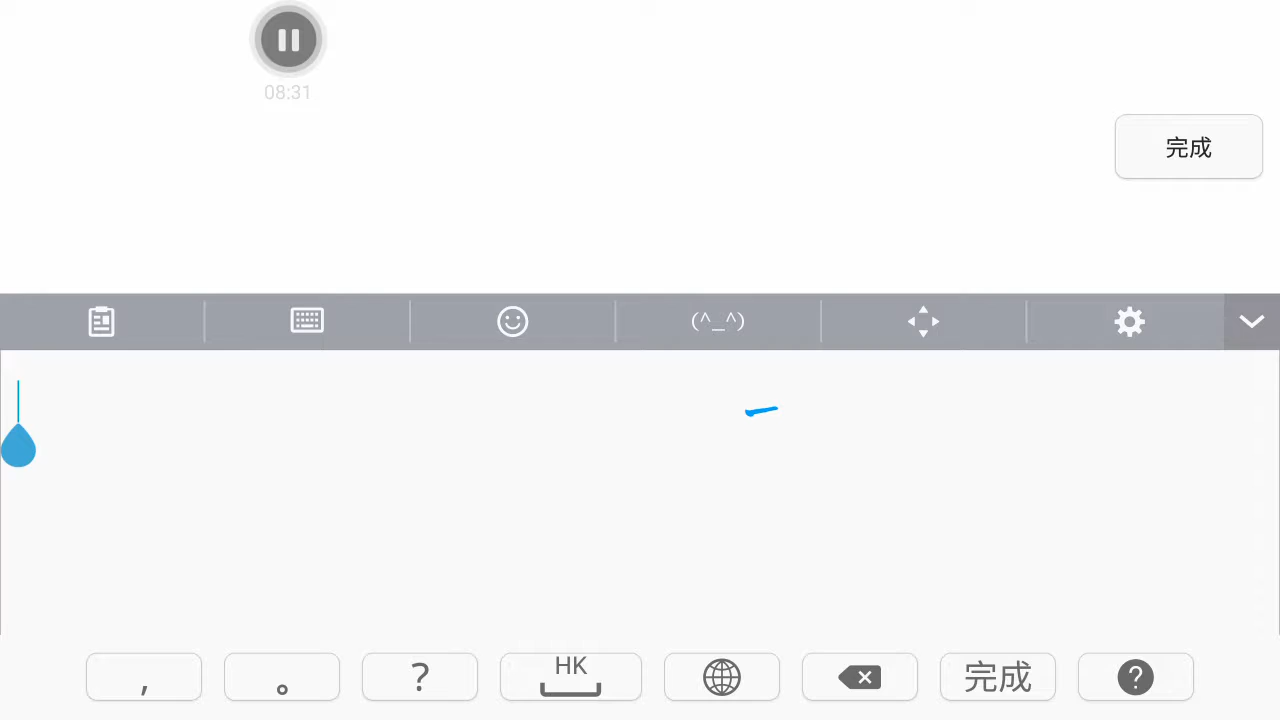 08:31
完成
(^_^)
, 。 ? HK 完成 ?